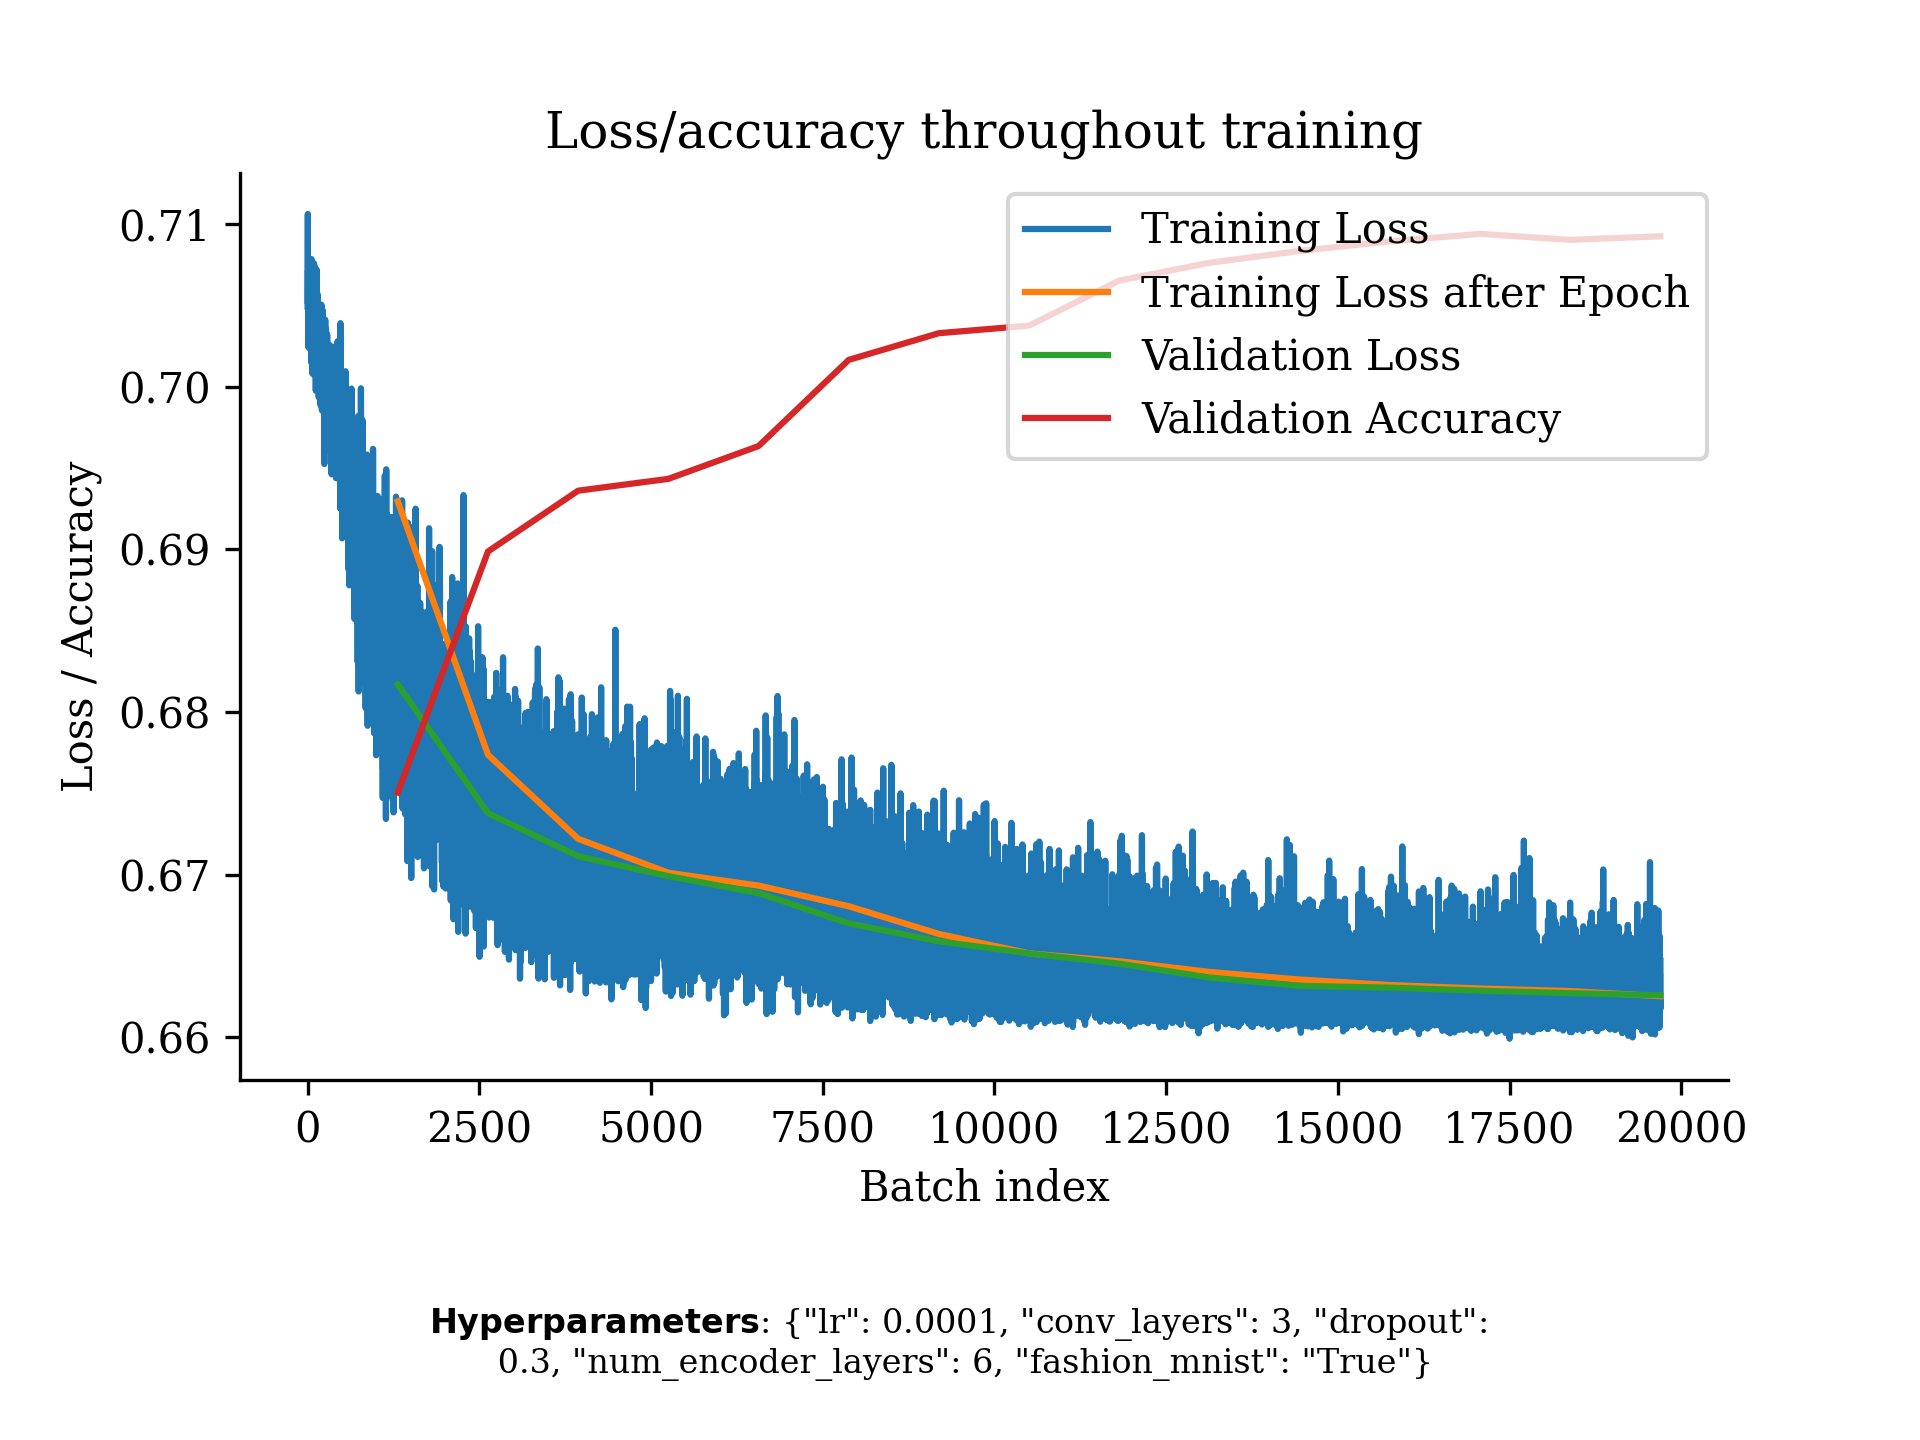 Loss/accuracy throughout training
Training Loss
Training Loss after Epoch
Validation Loss
Validation Accuracy
Loss / Accuracy
0.71
0.70
0.69
0.68
0.67
0.66
0 2500 5000 7500 10000 12500 15000 17500 20000
Batch index
Hyperparameters: {"lr": 0.0001, "conv_layers": 3, "dropout":
0.3, "num_encoder_layers": 6, "fashion_mnist": "True"}